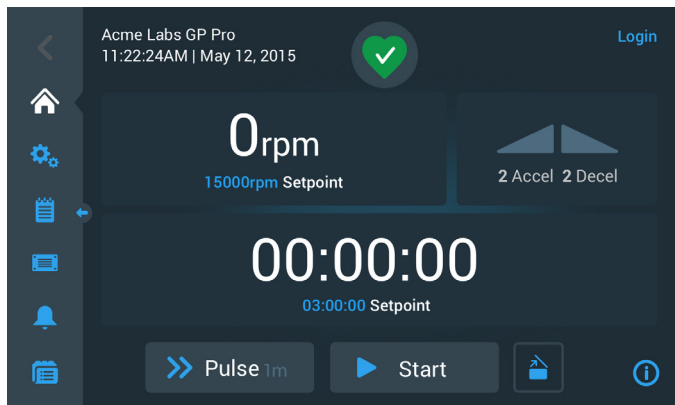 Acme Labs GP Pro
Login
11:22:24AM | May 12, 2015
0rpm
15000rpm Setpoint
2 Accel 2 Decel
00:00:00
03:00:00 Setpoint
Pulse 1m
Start